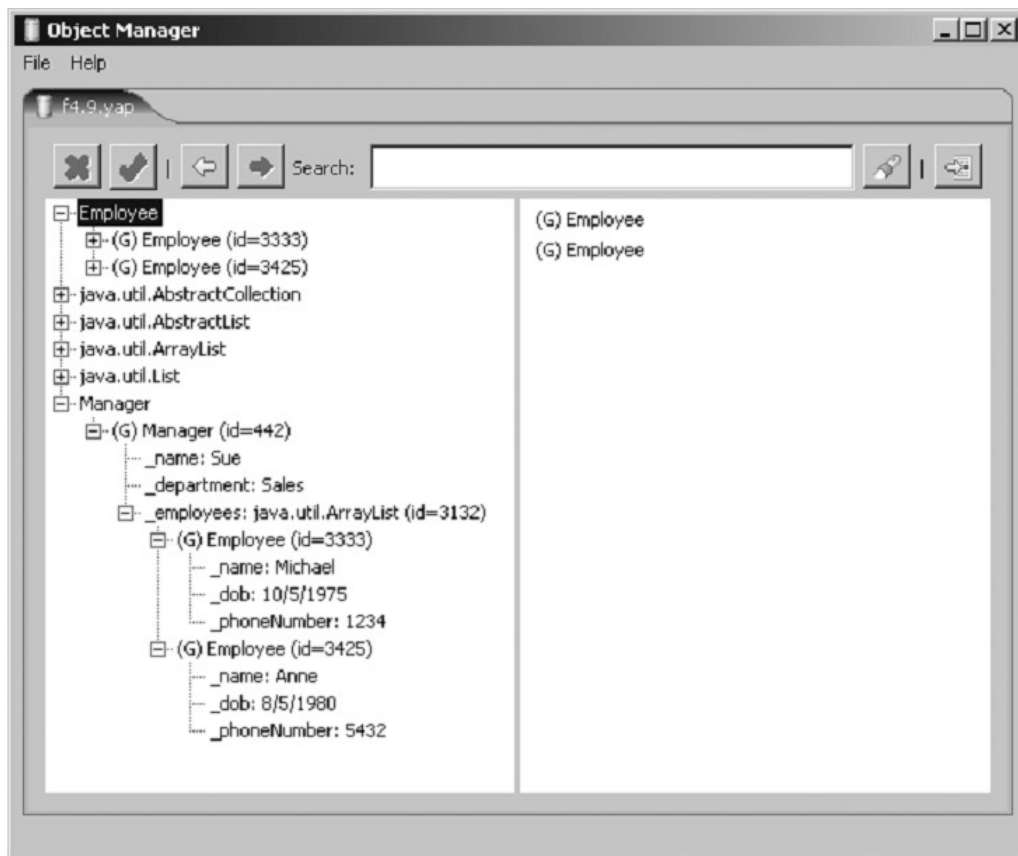 Object Manager
File Help
f4.9.yap
Search:
Employee
(G) Employee (id=3333)
(G) Employee (id=3425)
java.util.AbstractCollection
java.util.AbstractList
java.util.ArrayList
java.util.List
Manager
(G) Manager (id=442)
_name: Sue
_department: Sales
_employees: java.util.ArrayList (id=3132)
(G) Employee (id=3333)
_name: Michael
_dob: 10/5/1975
_phoneNumber: 1234
(G) Employee (id=3425)
_name: Anne
_dob: 8/5/1980
_phoneNumber: 5432
(G) Employee
(G) Employee